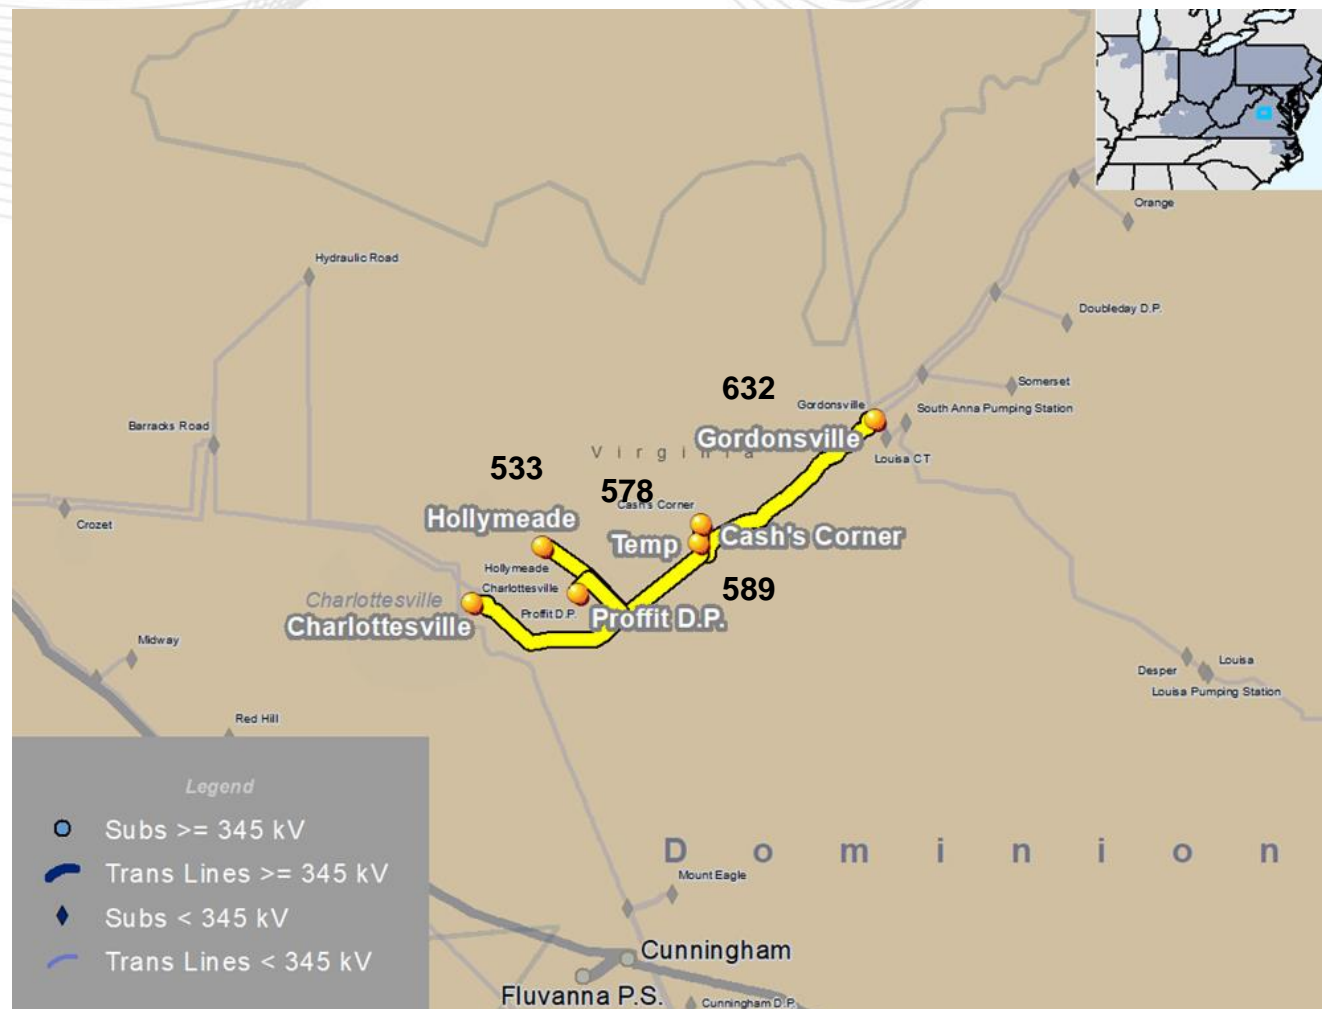 Orange
Hydraulic Road
Doubleday D.P.
Somerset
632
Gordonsville
South Anna Pumping Station
Barracks Road
Gordonsville
Virginia
Louisa CT
533
578
Cash's Corner
Hollymeade
Crozet
Temp
Cash's Corner
Hollymeade
589
Charlottesville
Charlottesville
Proffit D.P.
Proffit D.P.
Charlottesville
Midway
Louisa
Desper
Louisa Pumping Station
Red Hill
Legend
Subs >= 345 kV
Trans Lines >= 345 kV
Subs < 345 kV
Trans Lines < 345 kV
Dominion
Mount Eagle
Cunningham
Fluvanna P.S.
Cunningham D.P.